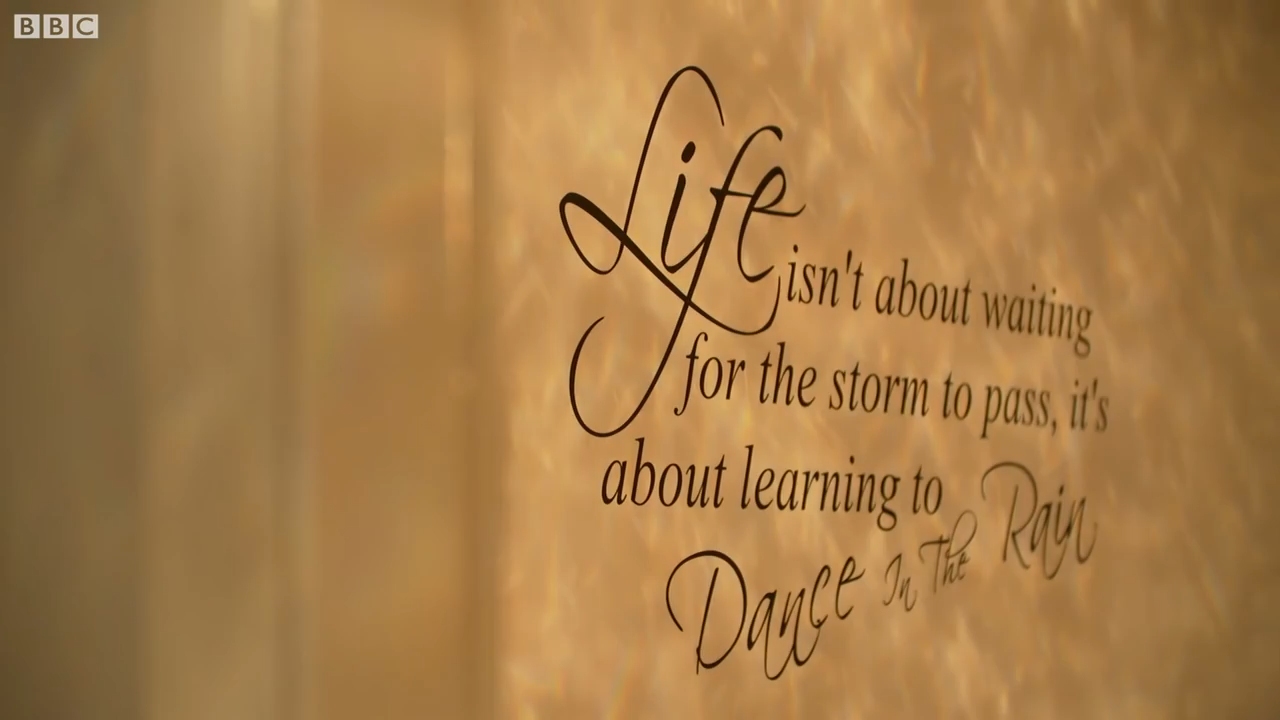 BBC
Life isn't about waiting
for the storm to pass, it's
about learning to
Dance In The Rain